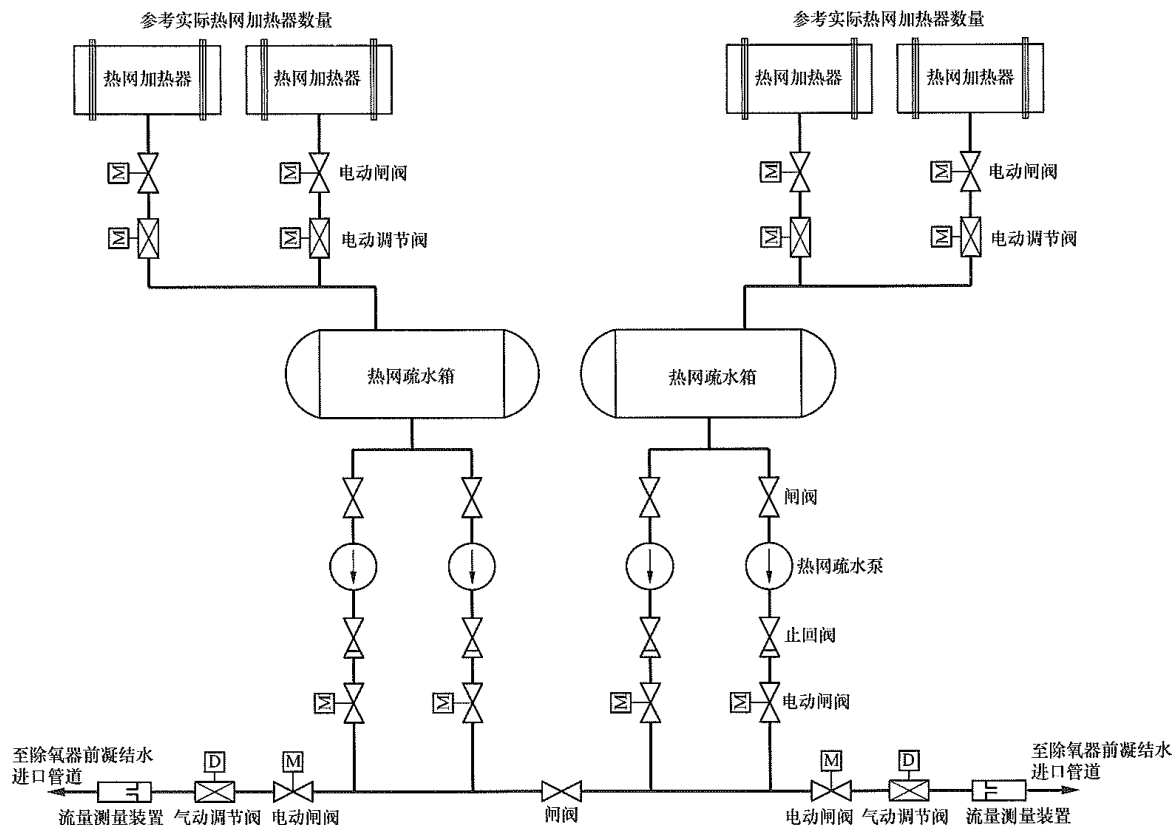 参考实际热网加热器数量
参考实际热网加热器数量
热网加热器
热网加热器
热网加热器
热网加热器
M
M
电动闸阀
M
M
电动闸阀
M
M
电动调节阀
M
M
电动调节阀
热网疏水箱
热网疏水箱
闸阀
热网疏水泵
止回阀
M
M
M
M
电动闸阀
至除氧器前凝结水
进口管道
D
M
M
D
至除氧器前凝结水
进口管道
流量测量装置
气动调节阀
电动闸阀
闸阀
电动闸阀
气动调节阀
流量测量装置